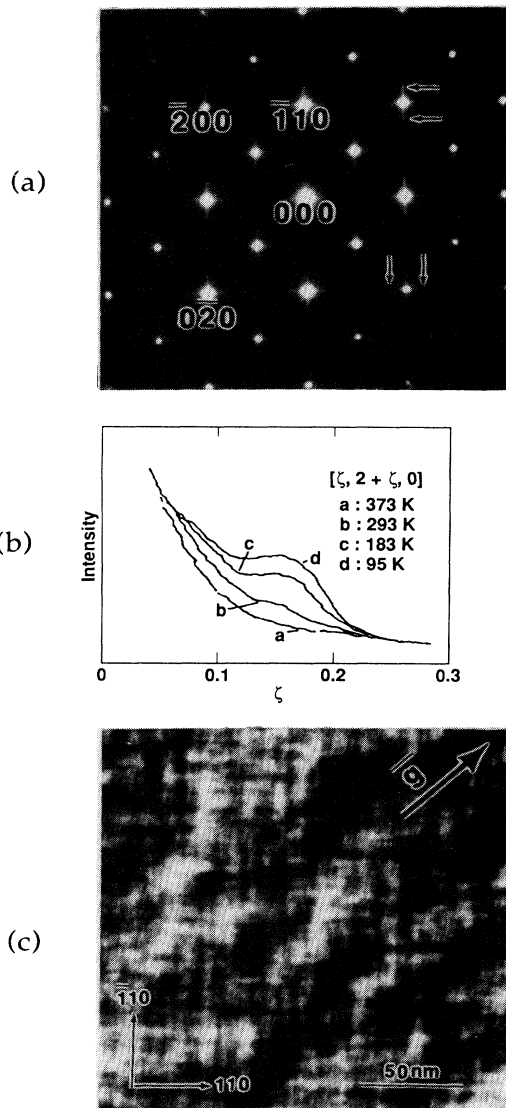 (a)
2̄00
1̄10
000
02̄0
(b)
Intensity
[ζ, 2 + ζ, 0]
a : 373 K
b : 293 K
c : 183 K
d : 95 K
c
d
b
a
0
0.1
0.2
0.3
ζ
(c)
g̅
1̄10
110
50nm